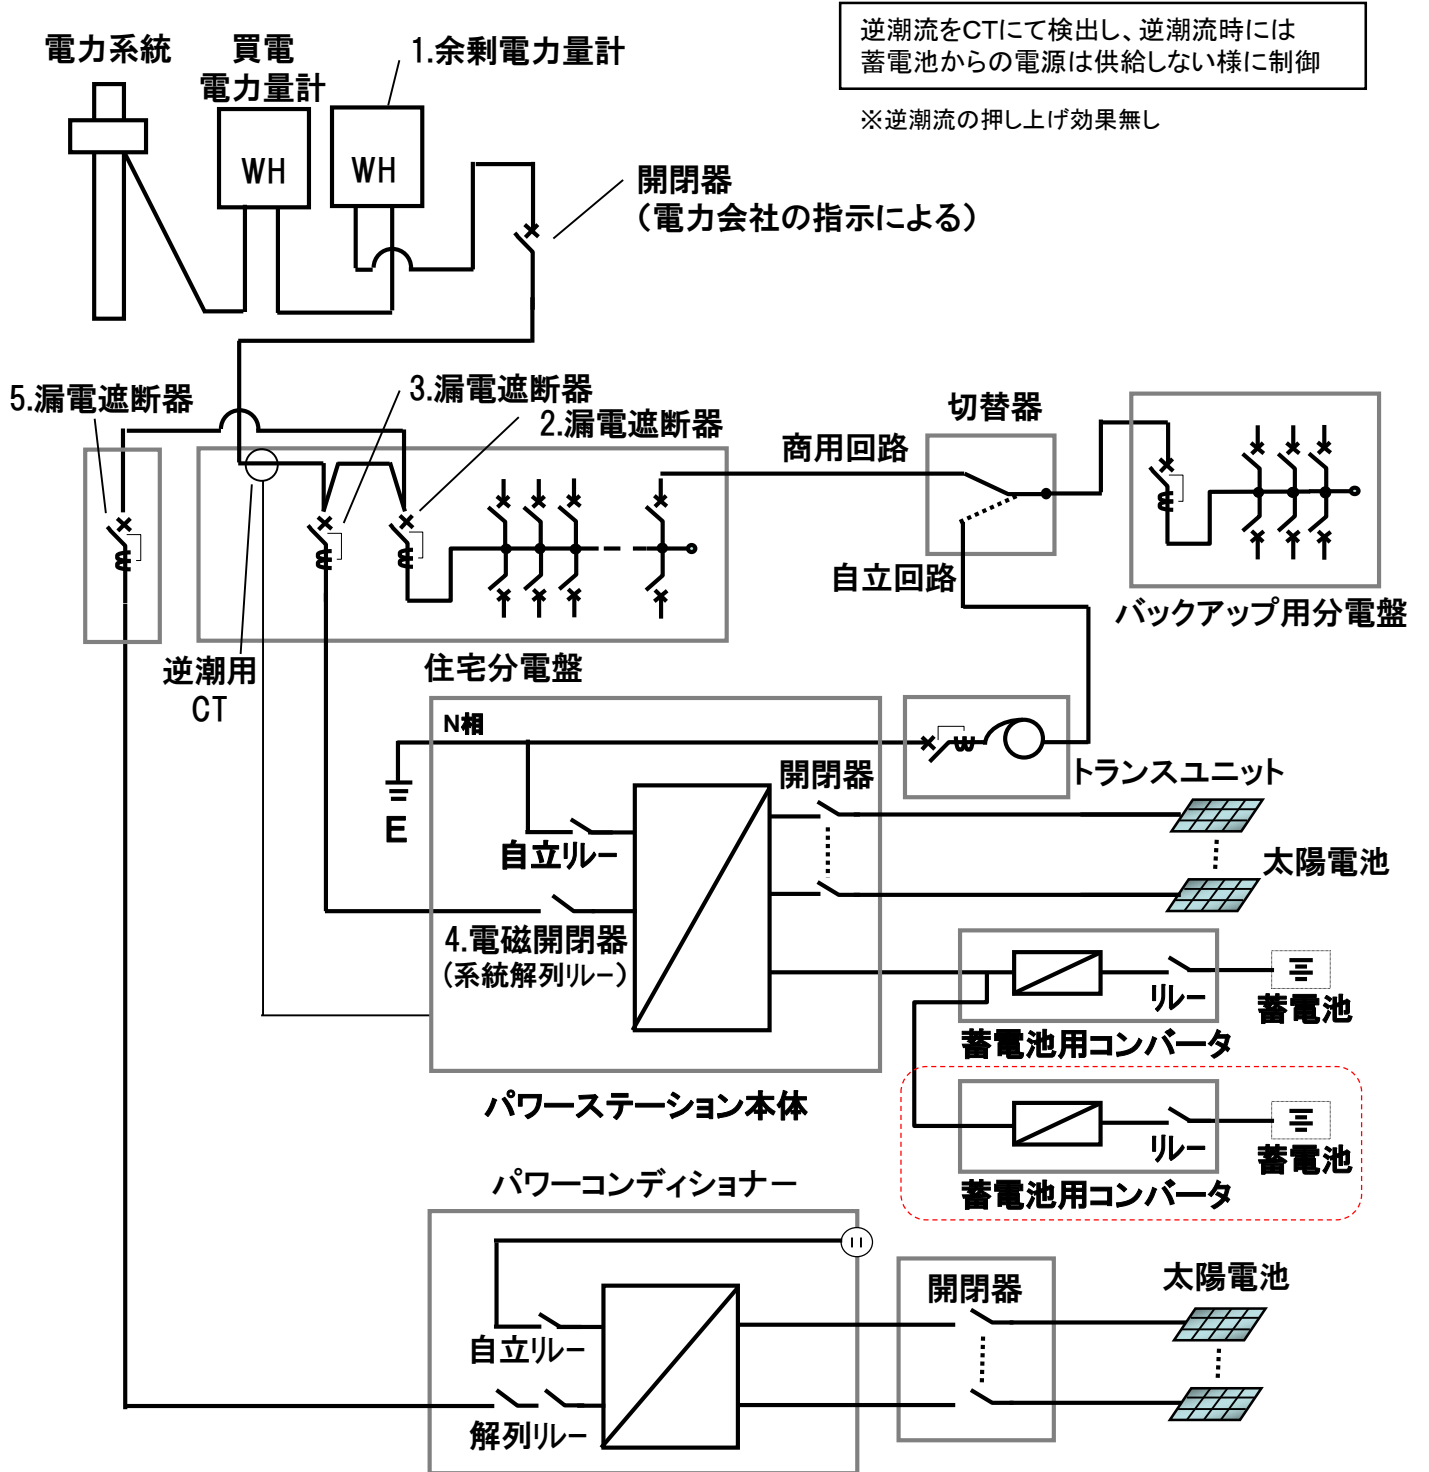 逆潮流をCTにて検出し、逆潮流時には
蓄電池からの電源は供給しない様に制御
※逆潮流の押し上げ効果無し
電力系統
買電
電力量計
1.余剰電力量計
WH
WH
開閉器
(電力会社の指示による)
5.漏電遮断器
3.漏電遮断器
2.漏電遮断器
商用回路
切替器
自立回路
バックアップ用分電盤
逆潮用
CT
住宅分電盤
N相
E
自立リレー
開閉器
トランスユニット
太陽電池
4.電磁開閉器
(系統解列リレー)
リレー
蓄電池
蓄電池用コンバータ
パワーステーション本体
リレー
蓄電池
蓄電池用コンバータ
パワーコンディショナー
自立リレー
解列リレー
開閉器
太陽電池